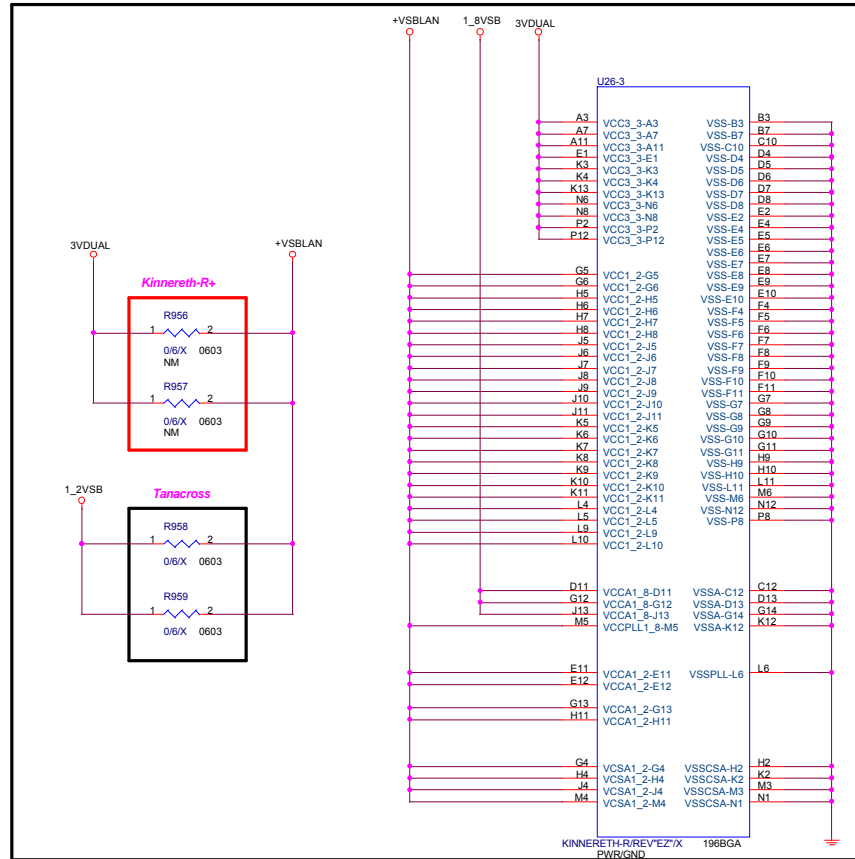 +VSBLAN
1_8VSB
3VDUAL
3VDUAL
+VSBLAN
Kinnereth-R+
R956
1 2
0/6/X 0603
NM
R957
1 2
0/6/X 0603
NM
1_2VSB
Tanacross
R958
1 2
0/6/X 0603
R959
1 2
0/6/X 0603
U26-3
A3 VCC3_3-A3 VSS-B3 B3
A7 VCC3_3-A7 VSS-B7 B7
A11 VCC3_3-A11 VSS-C10 C10
E1 VCC3_3-E1 VSS-D4 D4
K3 VCC3_3-K3 VSS-D5 D5
K4 VCC3_3-K4 VSS-D6 D6
K13 VCC3_3-K13 VSS-D7 D7
N6 VCC3_3-N6 VSS-D8 D8
N8 VCC3_3-N8 VSS-E2 E2
P2 VCC3_3-P2 VSS-E4 E4
P12 VCC3_3-P12 VSS-E5 E5
VSS-E6 E6
VSS-E7 E7
G5 VCC1_2-G5 VSS-E8 E8
G6 VCC1_2-G6 VSS-E9 E9
H5 VCC1_2-H5 VSS-E10 E10
H6 VCC1_2-H6 VSS-F4 F4
H7 VCC1_2-H7 VSS-F5 F5
H8 VCC1_2-H8 VSS-F6 F6
J5 VCC1_2-J5 VSS-F7 F7
J6 VCC1_2-J6 VSS-F8 F8
J7 VCC1_2-J7 VSS-F9 F9
J8 VCC1_2-J8 VSS-F10 F10
J9 VCC1_2-J9 VSS-F11 F11
J10 VCC1_2-J10 VSS-G7 G7
J11 VCC1_2-J11 VSS-G8 G8
K5 VCC1_2-K5 VSS-G9 G9
K6 VCC1_2-K6 VSS-G10 G10
K7 VCC1_2-K7 VSS-G11 G11
K8 VCC1_2-K8 VSS-H9 H9
K9 VCC1_2-K9 VSS-H10 H10
K10 VCC1_2-K10 VSS-L11 L11
K11 VCC1_2-K11 VSS-M6 M6
L4 VCC1_2-L4 VSS-N12 N12
L5 VCC1_2-L5 VSS-P8 P8
L9 VCC1_2-L9
L10 VCC1_2-L10
D11 VCCA1_8-D11 VSSA-C12 C12
G12 VCCA1_8-G12 VSSA-D13 D13
J13 VCCA1_8-J13 VSSA-G14 G14
M5 VCCPLL1_8-M5 VSSA-K12 K12
E11 VCCA1_2-E11 VSSPLL-L6 L6
E12 VCCA1_2-E12
G13 VCCA1_2-G13
H11 VCCA1_2-H11
G4 VCSA1_2-G4 VSSCSA-H2 H2
H4 VCSA1_2-H4 VSSCSA-K2 K2
J4 VCSA1_2-J4 VSSCSA-M3 M3
M4 VCSA1_2-M4 VSSCSA-N1 N1
KINNERETH-R/REV"EZ"/X 196BGA
PWR/GND